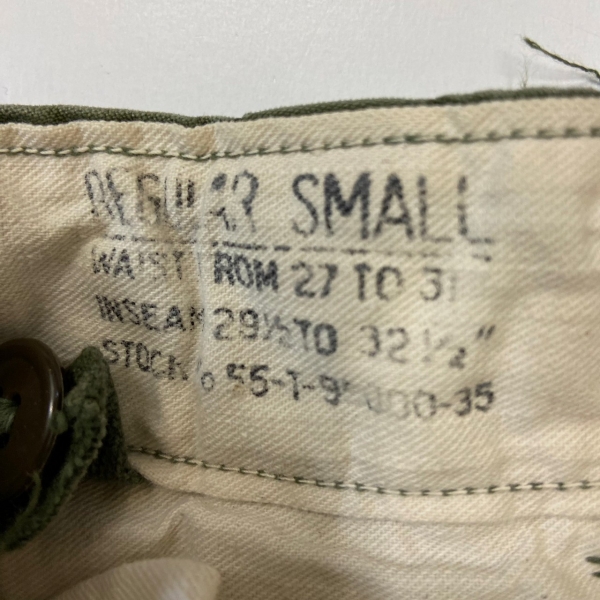 REGULAR SMALL
WAIST FROM 27 TO 31
INSEAM 29½ TO 32½"
STOCK No 55-T-